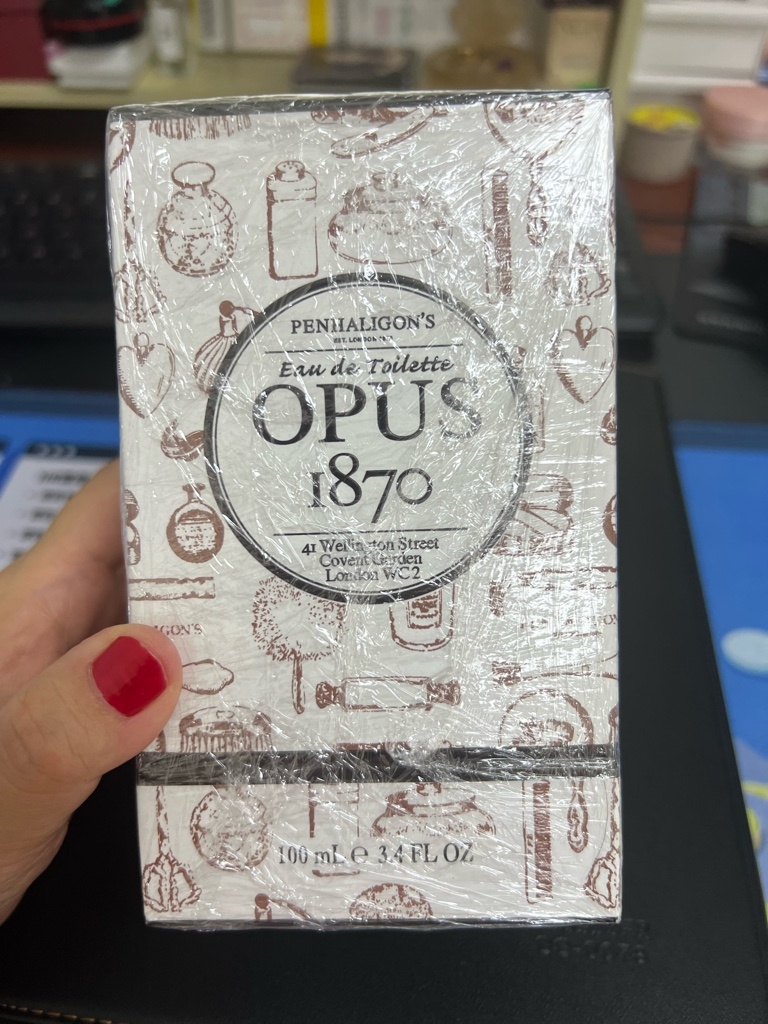 PENHALIGON'S
Eau de Toilette
OPUS
1870
41 Wellington Street
Covent Garden
London WC2
IGON'S
100 mL e 3.4 FL OZ